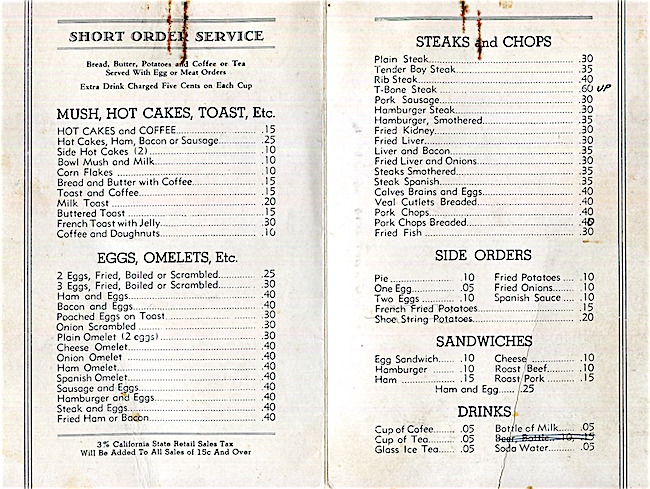 SHORT ORDER SERVICE
Bread, Butter, Potatoes and Coffee or Tea
Served With Egg or Meat Orders
Extra Drink Charged Five Cents on Each Cup
MUSH, HOT CAKES, TOAST, Etc.
HOT CAKES and COFFEE .15
Hot Cakes, Ham, Bacon or Sausage .25
Side Hot Cakes (2) .10
Bowl Mush and Milk .10
Corn Flakes .10
Bread and Butter with Coffee .15
Toast and Coffee .15
Milk Toast .20
Buttered Toast 15
French Toast with Jelly .30
Coffee and Doughnuts .10
EGGS, OMELETS, Etc.
2 Eggs, Fried, Boiled or Scrambled .25
3 Eggs, Fried, Boiled or Scrambled .30
Ham and Eggs .40
Bacon and Eggs .40
Poached Eggs on Toast .30
Onion Scrambled .30
Plain Omelet (2 eggs) .30
Cheese Omelet .40
Onion Omelet .40
Ham Omelet .40
Spanish Omelet .40
Sausage and Eggs .40
Hamburger and Eggs .40
Steak and Eggs .40
Fried Ham or Bacon .40
3% California State Retail Sales Tax
Will Be Added To All Sales of 15c And Over
STEAKS and CHOPS
Plain Steak .30
Tender Boy Steak .35
Rib Steak .40
T-Bone Steak .60 UP
Pork Sausage .30
Hamburger Steak .30
Hamburger, Smothered .35
Fried Kidney .30
Fried Liver .30
Liver and Bacon .35
Fried Liver and Onions .30
Steaks Smothered .35
Steak Spanish .35
Calves Brains and Eggs .40
Veal Cutlets Breaded .40
Pork Chops .40
Pork Chops Breaded .40
Fried Fish .30
SIDE ORDERS
Pie .10 Fried Potatoes .10
One Egg .05 Fried Onions .10
Two Eggs .10 Spanish Sauce .10
French Fried Potatoes .15
Shoe String Potatoes .20
SANDWICHES
Egg Sandwich .10 Cheese .10
Hamburger .10 Roast Beef .10
Ham .15 Roast Pork .15
Ham and Egg .25
DRINKS
Cup of Cofee .05 Bottle of Milk .05
Cup of Tea .05 Beer, Bottle .10, .15
Glass Ice Tea .05 Soda Water .05